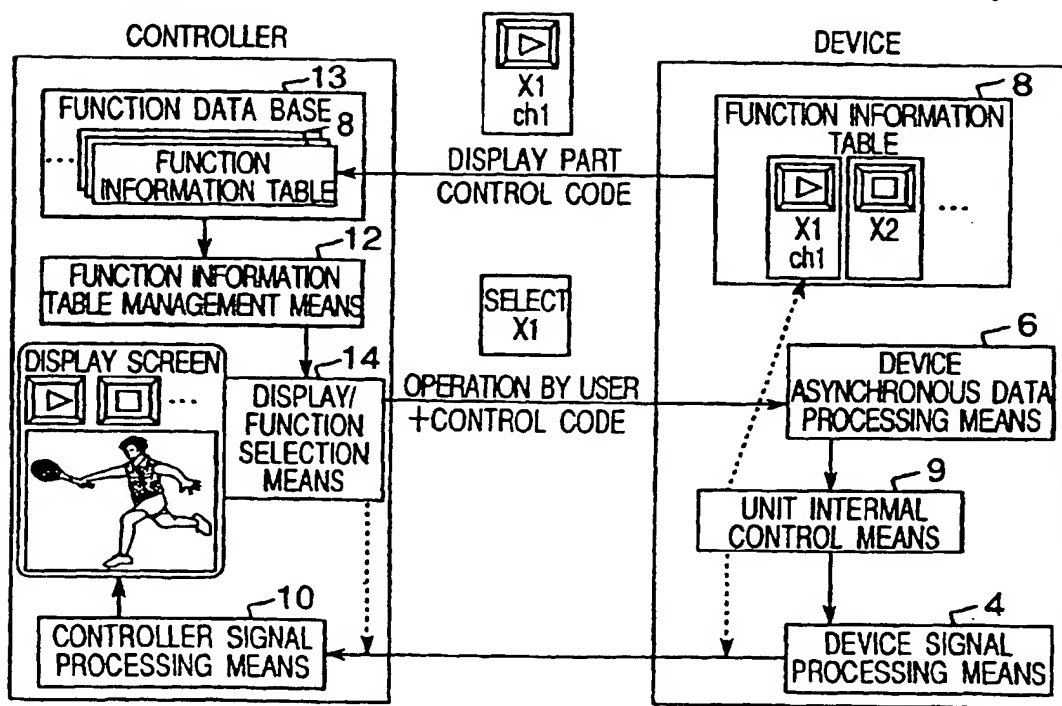 CONTROLLER
13
FUNCTION DATA BASE
8
...
FUNCTION
INFORMATION TABLE
12
FUNCTION INFORMATION
TABLE MANAGEMENT MEANS
DISPLAY SCREEN
...
14
DISPLAY/
FUNCTION
SELECTION
MEANS
10
CONTROLLER SIGNAL
PROCESSING MEANS
X1
ch1
DISPLAY PART
CONTROL CODE
SELECT
X1
OPERATION BY USER
+CONTROL CODE
DEVICE
8
FUNCTION INFORMATION
TABLE
X1
ch1
X2
...
6
DEVICE
ASYNCHRONOUS DATA
PROCESSING MEANS
9
UNIT INTERMAL
CONTROL MEANS
4
DEVICE SIGNAL
PROCESSING MEANS